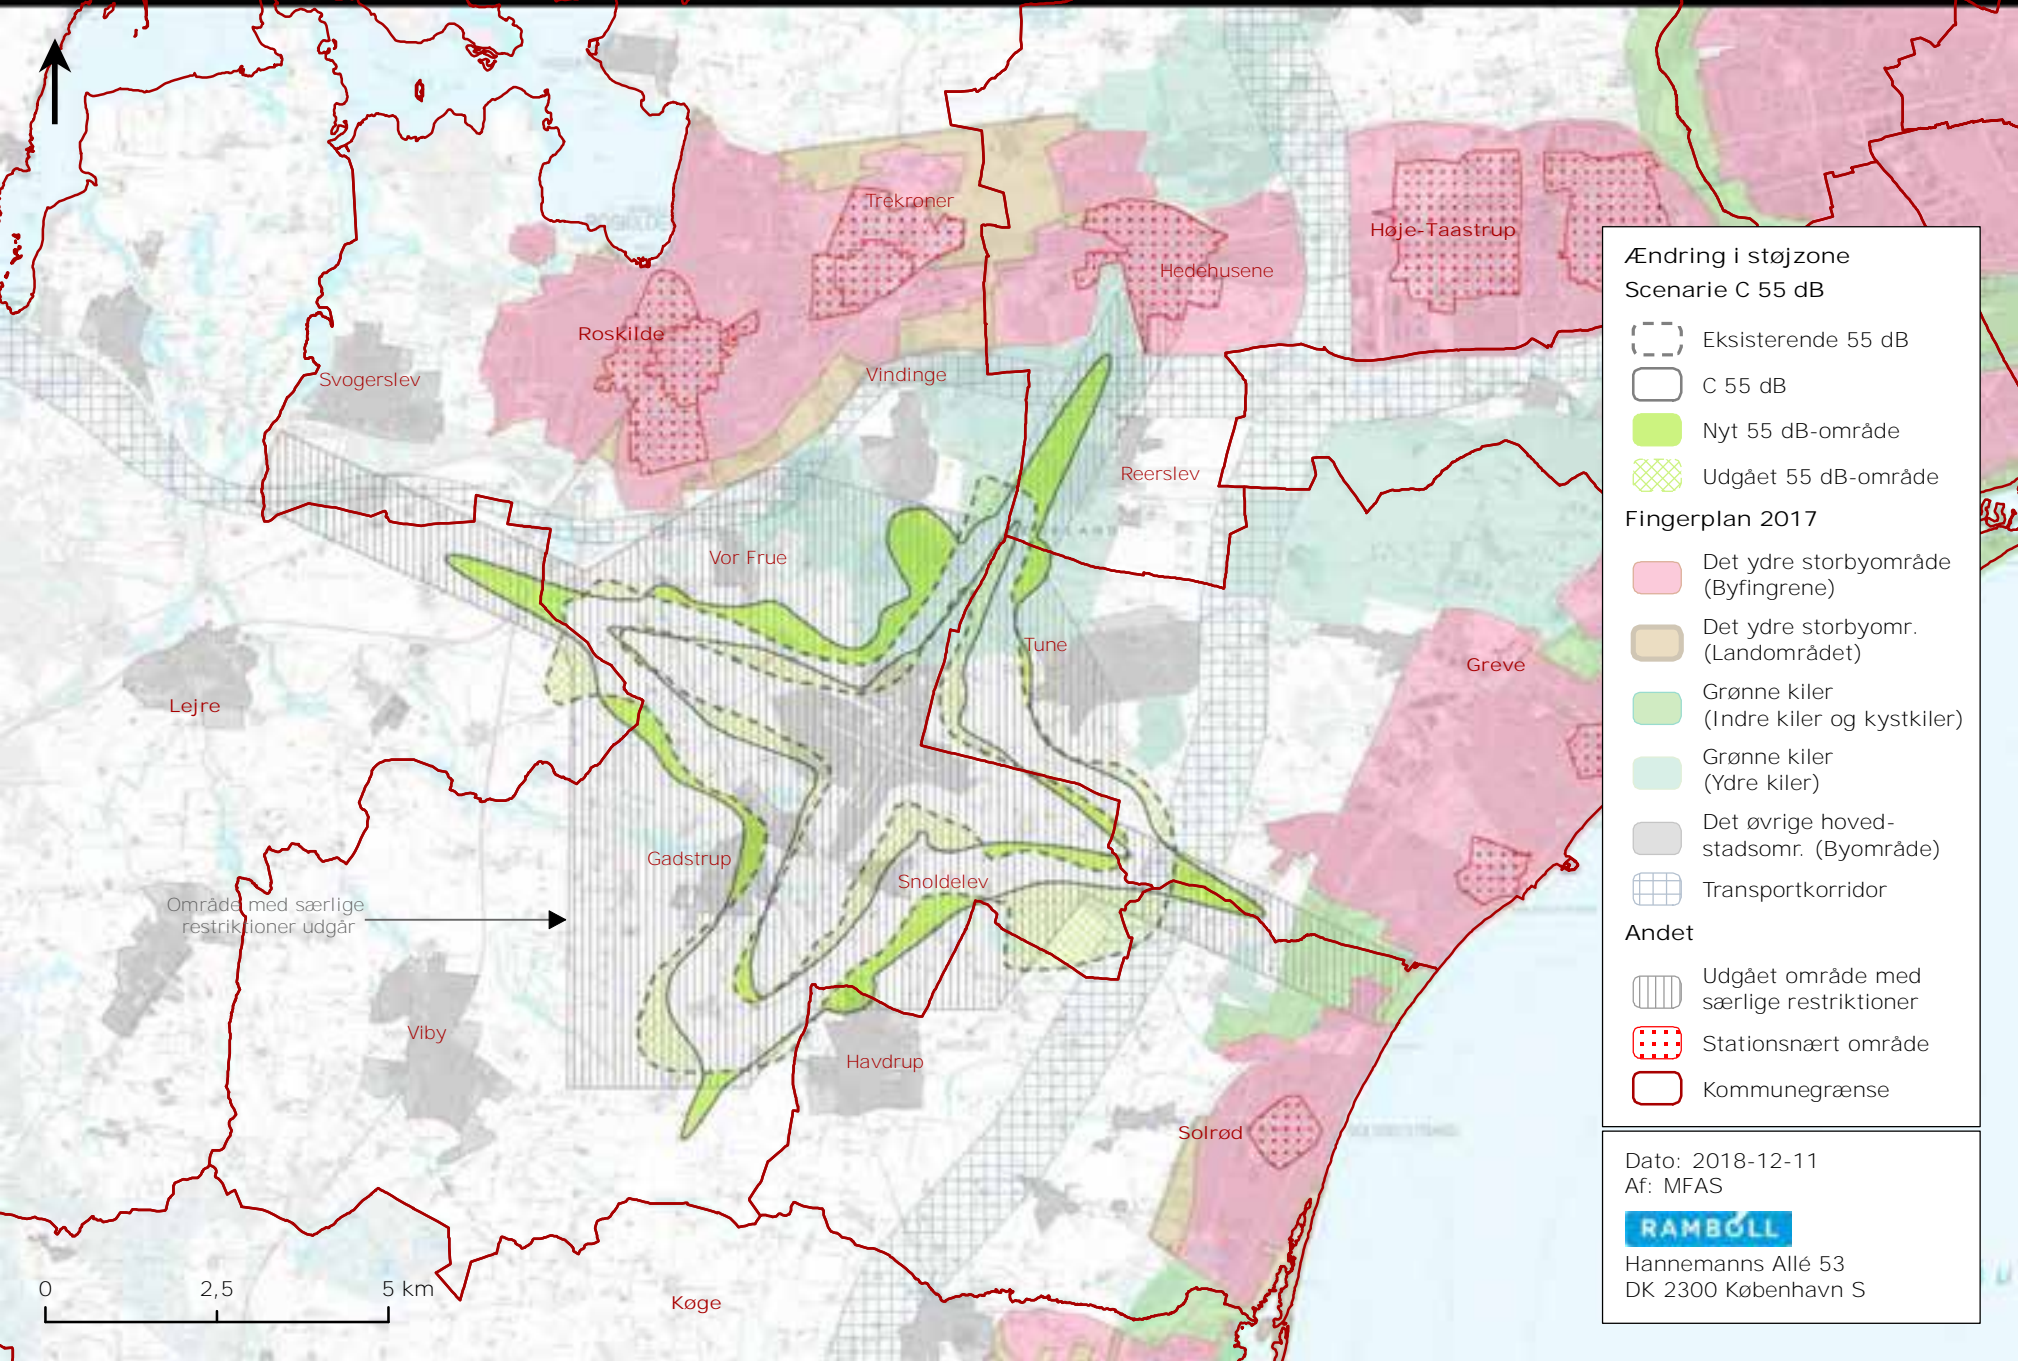 Trekroner
Høje-Taastrup
Hedehusene
Roskilde
Svogerslev
Vindinge
Reerslev
Vor Frue
Tune
Greve
Lejre
Gadstrup
Snoldelev
Område med særlige
restriktioner udgår
Viby
Havdrup
Solrød
Køge
0 2,5 5 km
Ændring i støjzone
Scenarie C 55 dB
Eksisterende 55 dB
C 55 dB
Nyt 55 dB-område
Udgået 55 dB-område
Fingerplan 2017
Det ydre storbyområde
(Byfingrene)
Det ydre storbyomr.
(Landområdet)
Grønne kiler
(Indre kiler og kystkiler)
Grønne kiler
(Ydre kiler)
Det øvrige hoved-
stadsomr. (Byområde)
Transportkorridor
Andet
Udgået område med
særlige restriktioner
Stationsnært område
Kommunegrænse
Dato: 2018-12-11
Af: MFAS
RAMBOLL
Hannemanns Allé 53
DK 2300 København S